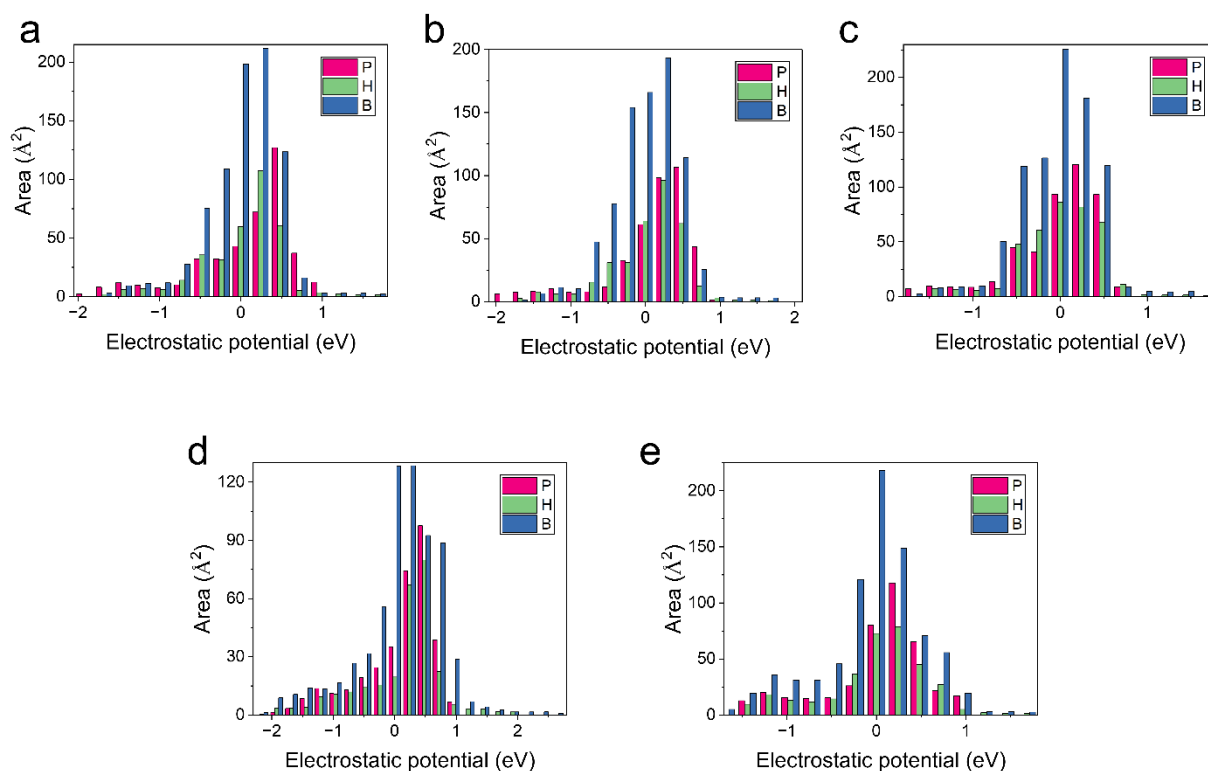 a
P
H
B
200
150
100
50
0
Area (Å²)
−2
−1
0
1
Electrostatic potential (eV)
b
P
H
B
200
150
100
50
0
Area (Å²)
−2
−1
0
1
2
Electrostatic potential (eV)
c
P
H
B
200
150
100
50
0
Area (Å²)
−1
0
1
Electrostatic potential (eV)
d
P
H
B
120
90
60
30
0
Area (Å²)
−2
−1
0
1
2
Electrostatic potential (eV)
e
P
H
B
200
150
100
50
0
Area (Å²)
−1
0
1
Electrostatic potential (eV)